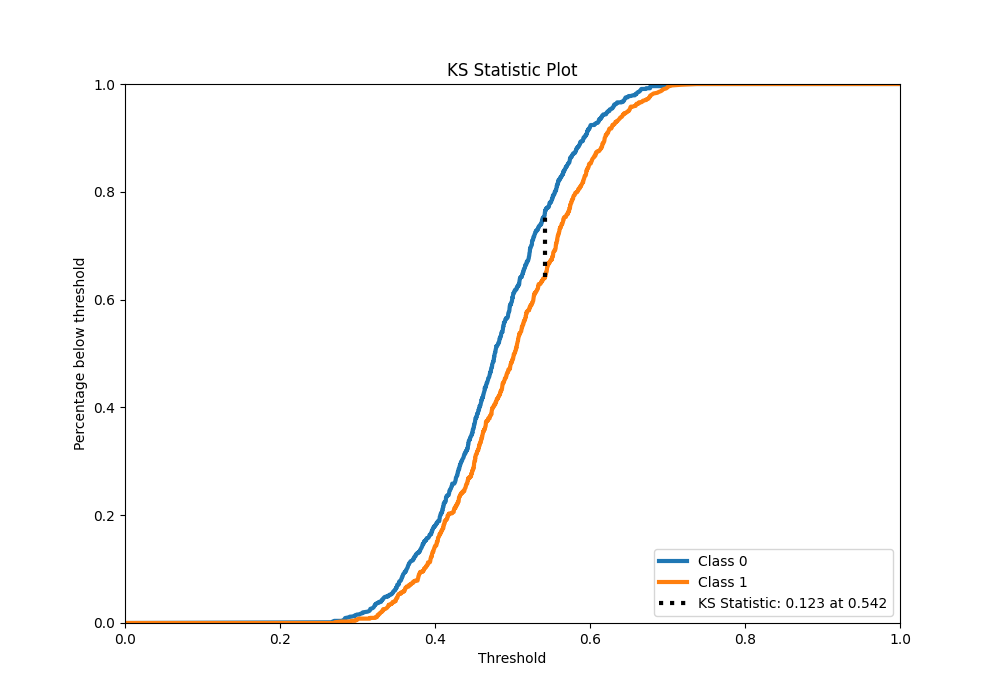 KS Statistic Plot
1.0
0.8
0.6
0.4
0.2
0.0
Percentage below threshold
0.0 0.2 0.4 0.6 0.8 1.0
Threshold
Class 0
Class 1
KS Statistic: 0.123 at 0.542